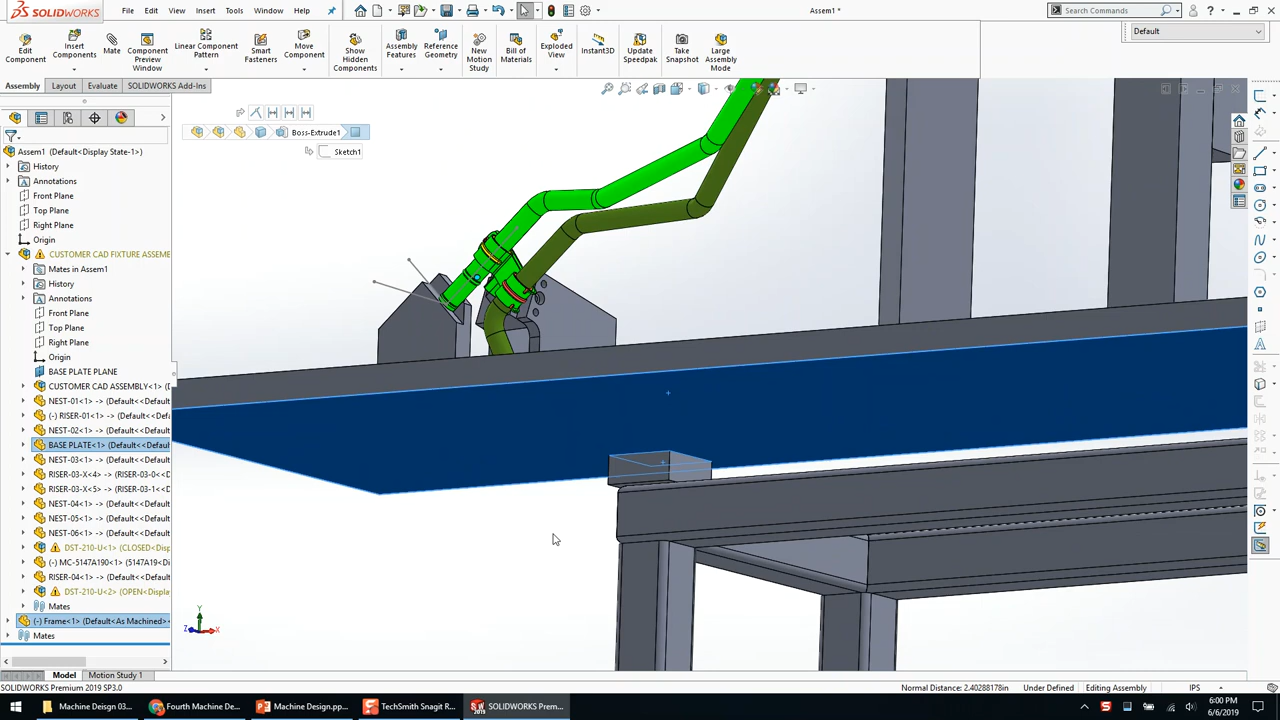 SOLIDWORKS
File Edit View Insert Tools Window Help
Assem1 *
Search Commands
Edit Component
Insert Components
Mate
Component Preview Window
Linear Component Pattern
Smart Fasteners
Move Component
Show Hidden Components
Assembly Features
Reference Geometry
New Motion Study
Bill of Materials
Exploded View
Instant3D
Update Speedpak
Take Snapshot
Large Assembly Mode
Default
Assembly Layout Evaluate SOLIDWORKS Add-Ins
Boss-Extrude1
Sketch1
Assem1 (Default<Display State-1>)
History
Annotations
Front Plane
Top Plane
Right Plane
Origin
CUSTOMER CAD FIXTURE ASSEME
Mates in Assem1
History
Annotations
Front Plane
Top Plane
Right Plane
Origin
BASE PLATE PLANE
CUSTOMER CAD ASSEMBLY<1> (D
NEST-01<1> -> (Default<<Default
(-) RISER-01<1> -> (Default<<Defa
NEST-02<1> -> (Default<<Default
BASE PLATE<1> (Default<<Defaul
NEST-03<1> -> (Default<<Default
RISER-03-X<4> -> (RISER-03-0<<D
RISER-03-X<5> -> (RISER-03-1<<D
NEST-04<1> -> (Default<<Default
NEST-05<1> -> (Default<<Default
NEST-06<1> -> (Default<<Default
DST-210-U<1> (CLOSED<Disp
(-) MC-5147A190<1> (5147A19<Di
RISER-04<1> -> (Default<<Default
DST-210-U<2> (OPEN<Display
Mates
(-) Frame<1> (Default<As Machined>
Mates
Y
Z X
Model Motion Study 1
SOLIDWORKS Premium 2019 SP3.0
Normal Distance: 2.40288178in Under Defined Editing Assembly IPS
Machine Deisgn 03...
Fourth Machine De...
Machine Design.pp...
TechSmith Snagit R...
SOLIDWORKS Prem...
6:00 PM
6/6/2019